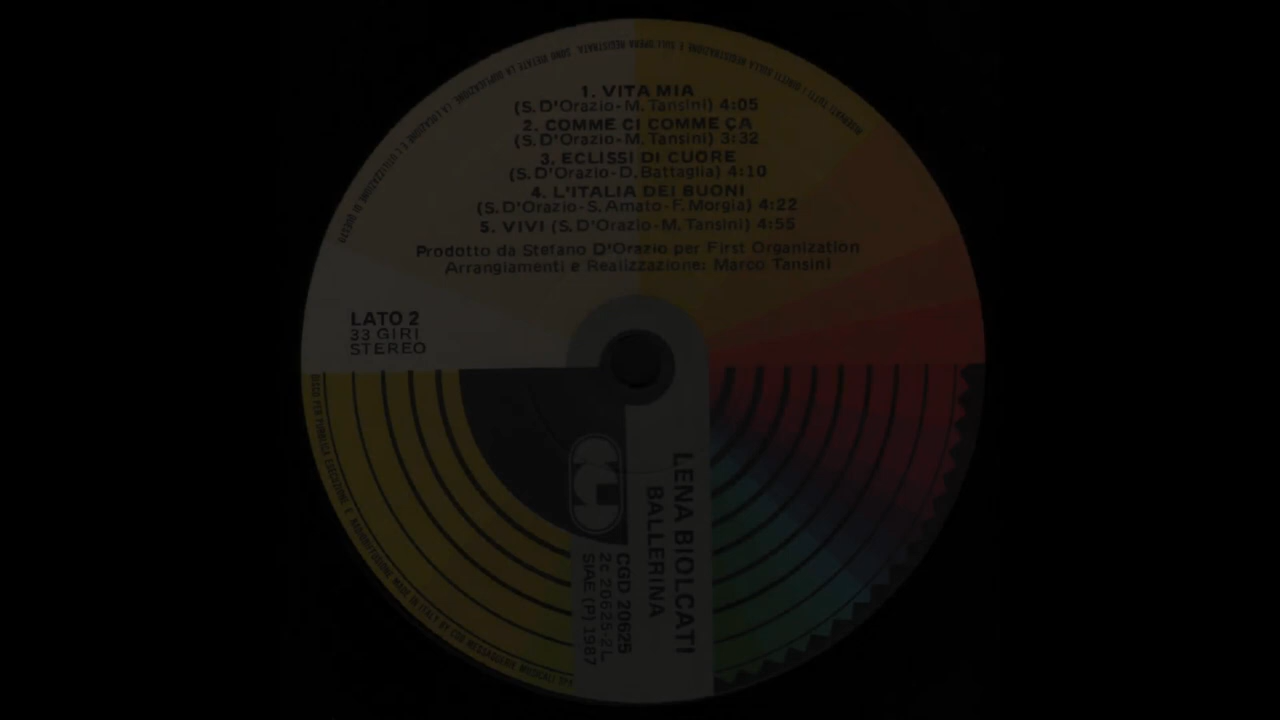 1. VITA MIA
(S. D'Orazio-M. Tansini) 4:05
2. COMME CI COMME ÇA
(S. D'Orazio-M. Tansini) 3:32
3. ECLISSI DI CUORE
(S. D'Orazio-D. Battaglia) 4:10
4. L'ITALIA DEI BUONI
(S. D'Orazio-S. Amato-F. Morgia) 4:22
5. VIVI (S. D'Orazio-M. Tansini) 4:55
Prodotto da Stefano D'Orazio per First Organization
Arrangiamenti e Realizzazione: Marco Tansini
LATO 2
33 GIRI
STEREO
LENA BIOLCATI
BALLERINA
CGD 20625
2c 20625-2L
SIAE (P) 1987